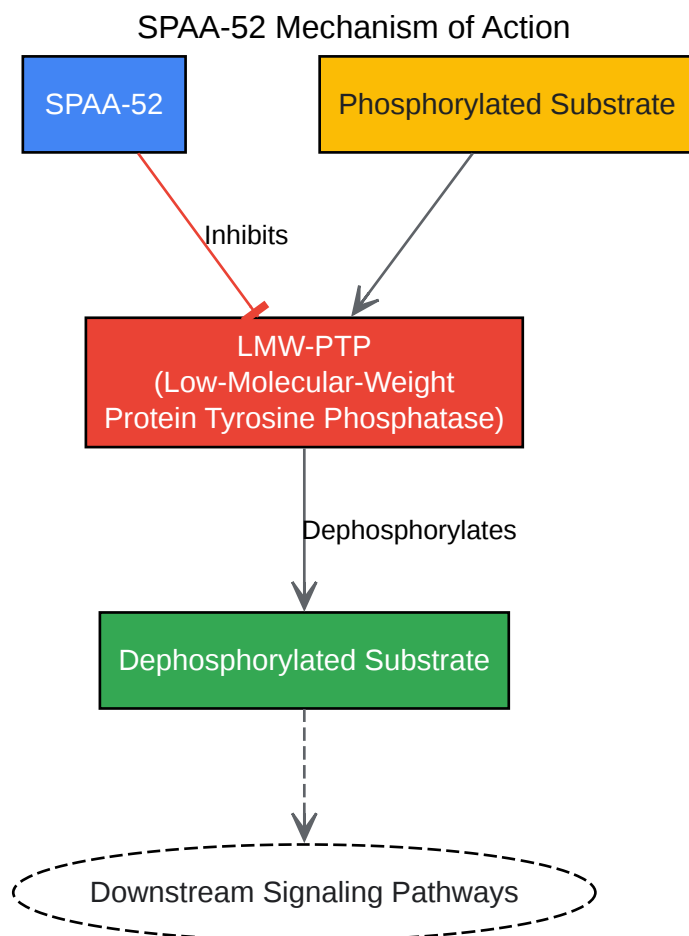 SPAA-52 Mechanism of Action
SPAA-52
Phosphorylated Substrate
Inhibits
LMW-PTP
(Low-Molecular-Weight
Protein Tyrosine Phosphatase)
Dephosphorylates
Dephosphorylated Substrate
Downstream Signaling Pathways